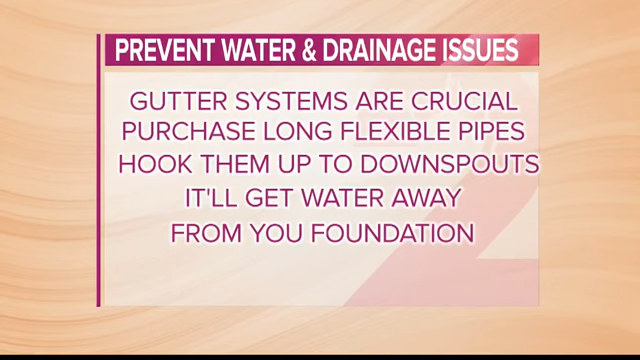 PREVENT WATER & DRAINAGE ISSUES
GUTTER SYSTEMS ARE CRUCIAL
PURCHASE LONG FLEXIBLE PIPES
HOOK THEM UP TO DOWNSPOUTS
IT'LL GET WATER AWAY
FROM YOU FOUNDATION